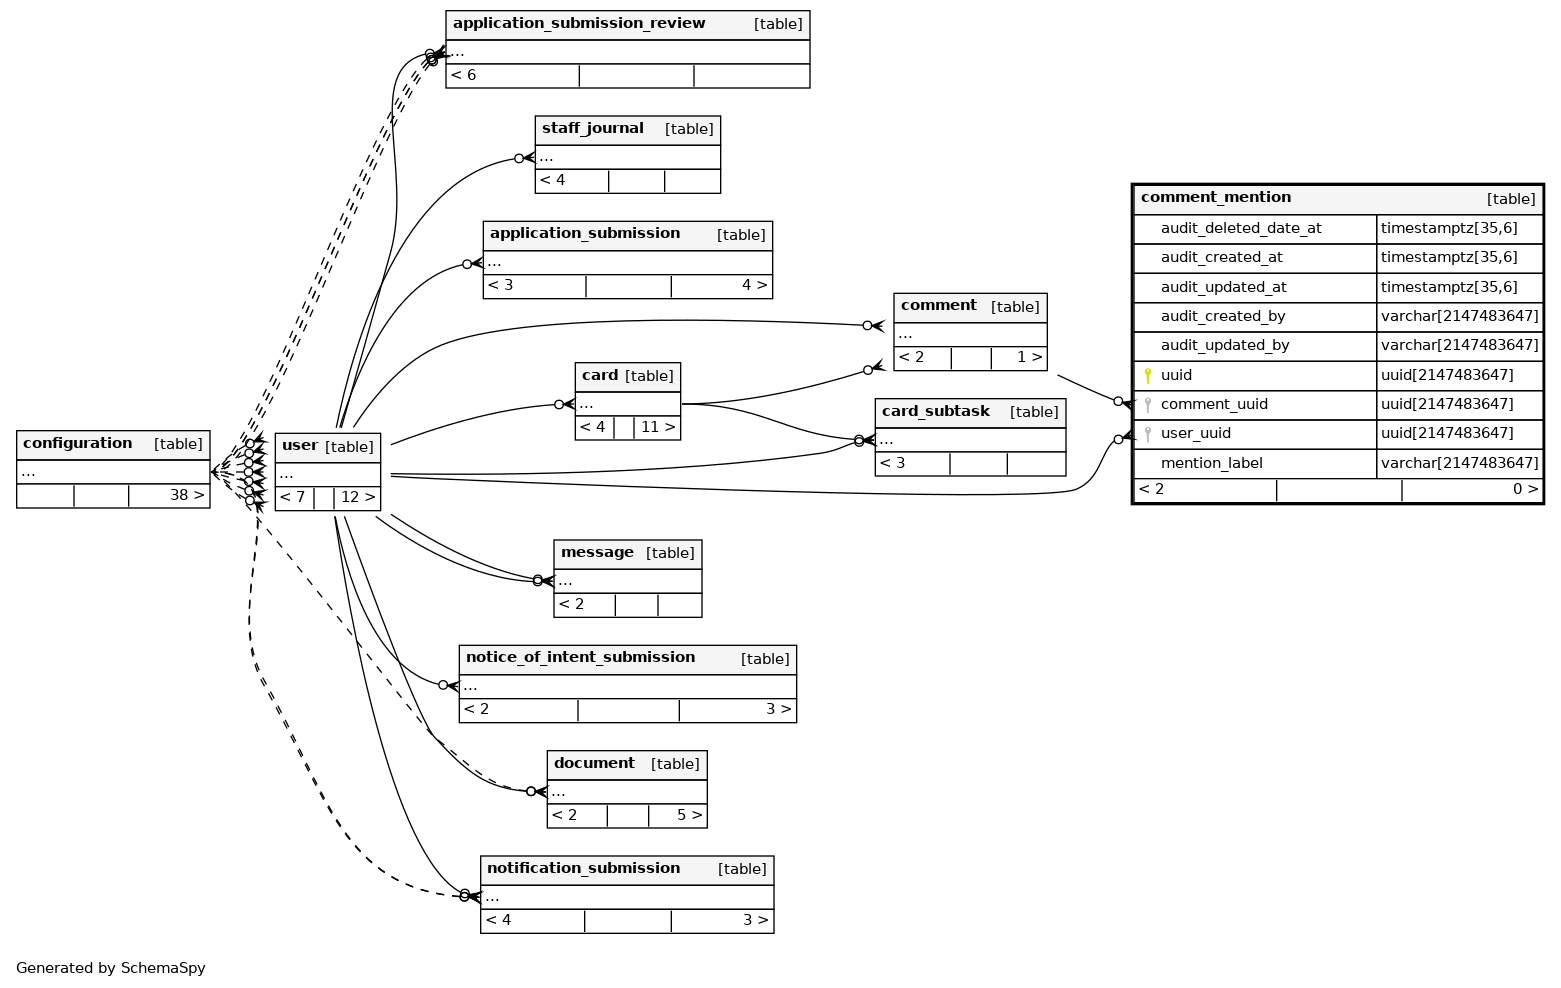 application_submission_review [table]
...
< 6
staff_journal [table]
...
< 4
application_submission [table]
...
< 3 4 >
comment [table]
...
< 2 1 >
card [table]
...
< 4 11 >
card_subtask [table]
...
< 3
comment_mention [table]
audit_deleted_date_at timestamptz[35,6]
audit_created_at timestamptz[35,6]
audit_updated_at timestamptz[35,6]
audit_created_by varchar[2147483647]
audit_updated_by varchar[2147483647]
uuid uuid[2147483647]
comment_uuid uuid[2147483647]
user_uuid uuid[2147483647]
mention_label varchar[2147483647]
< 2 0 >
configuration [table]
...
38 >
user [table]
...
< 7 12 >
message [table]
...
< 2
notice_of_intent_submission [table]
...
< 2 3 >
document [table]
...
< 2 5 >
notification_submission [table]
...
< 4 3 >
Generated by SchemaSpy